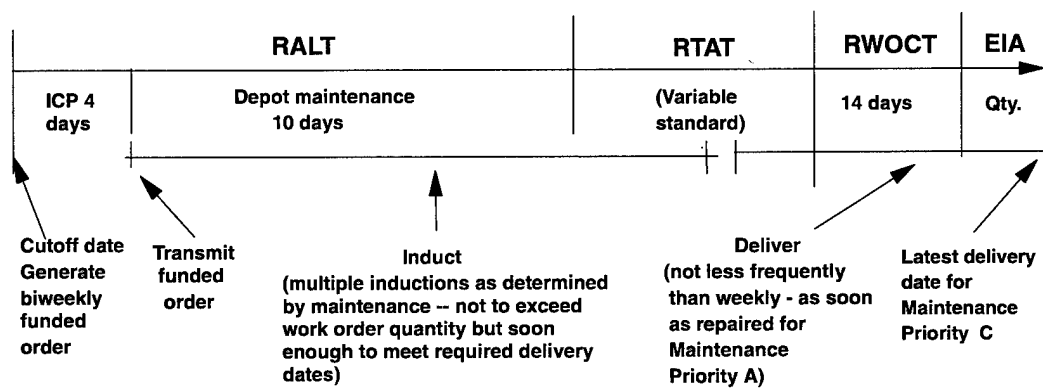 RALT
RTAT
RWOCT
EIA
ICP 4
days
Depot maintenance
10 days
(Variable
standard)
14 days
Qty.
Cutoff date
Generate
biweekly
funded
order
Transmit
funded
order
Induct
(multiple inductions as determined
by maintenance -- not to exceed
work order quantity but soon
enough to meet required delivery
dates)
Deliver
(not less frequently
than weekly - as soon
as repaired for
Maintenance
Priority A)
Latest delivery
date for
Maintenance
Priority C